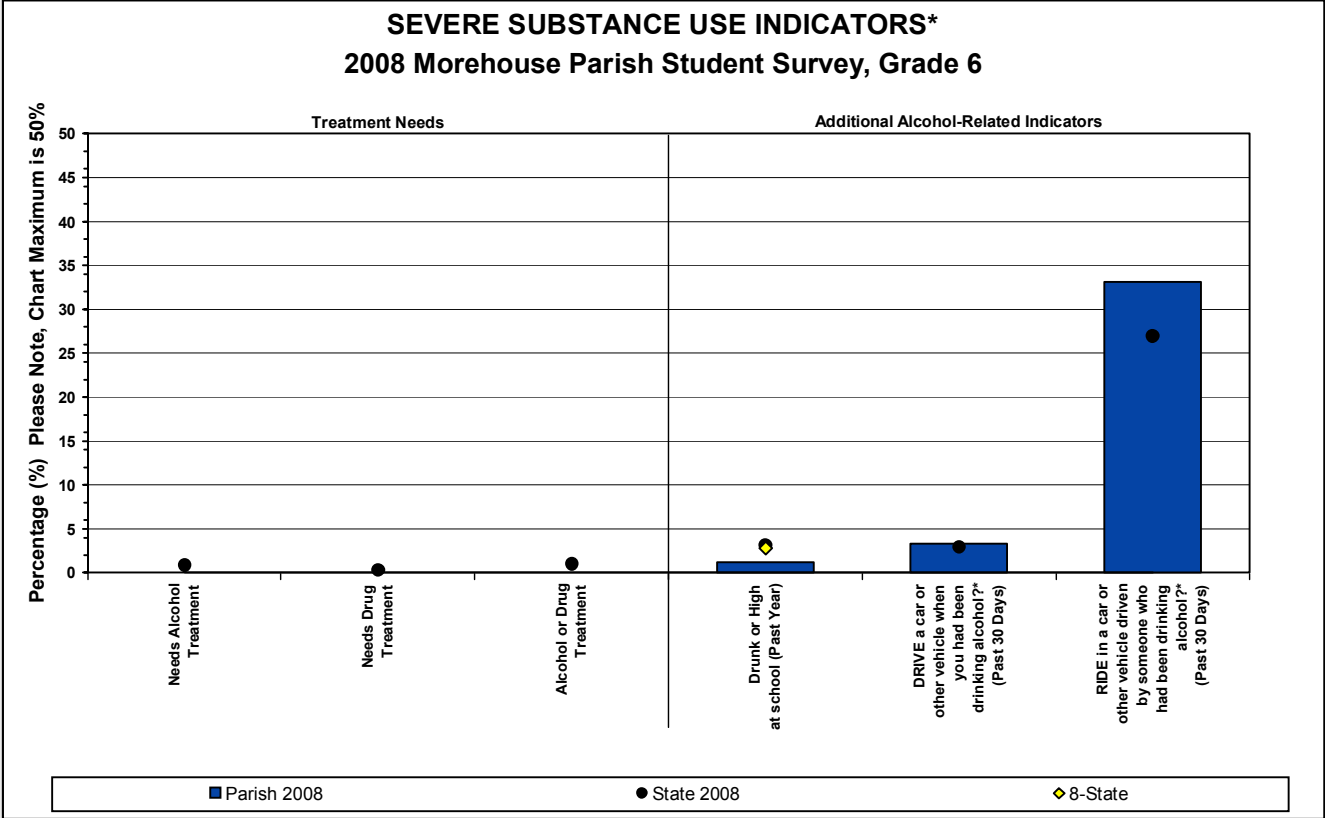 SEVERE SUBSTANCE USE INDICATORS*
2008 Morehouse Parish Student Survey, Grade 6
Percentage (%) Please Note, Chart Maximum is 50%
Treatment Needs
Additional Alcohol-Related Indicators
50
45
40
35
30
25
20
15
10
5
0
Needs Alcohol
Treatment
Needs Drug
Treatment
Alcohol or Drug
Treatment
Drunk or High
at school (Past Year)
DRIVE a car or
other vehicle when
you had been
drinking alcohol?*
(Past 30 Days)
RIDE in a car or
other vehicle driven
by someone who
had been drinking
alcohol?*
(Past 30 Days)
Parish 2008
State 2008
8-State